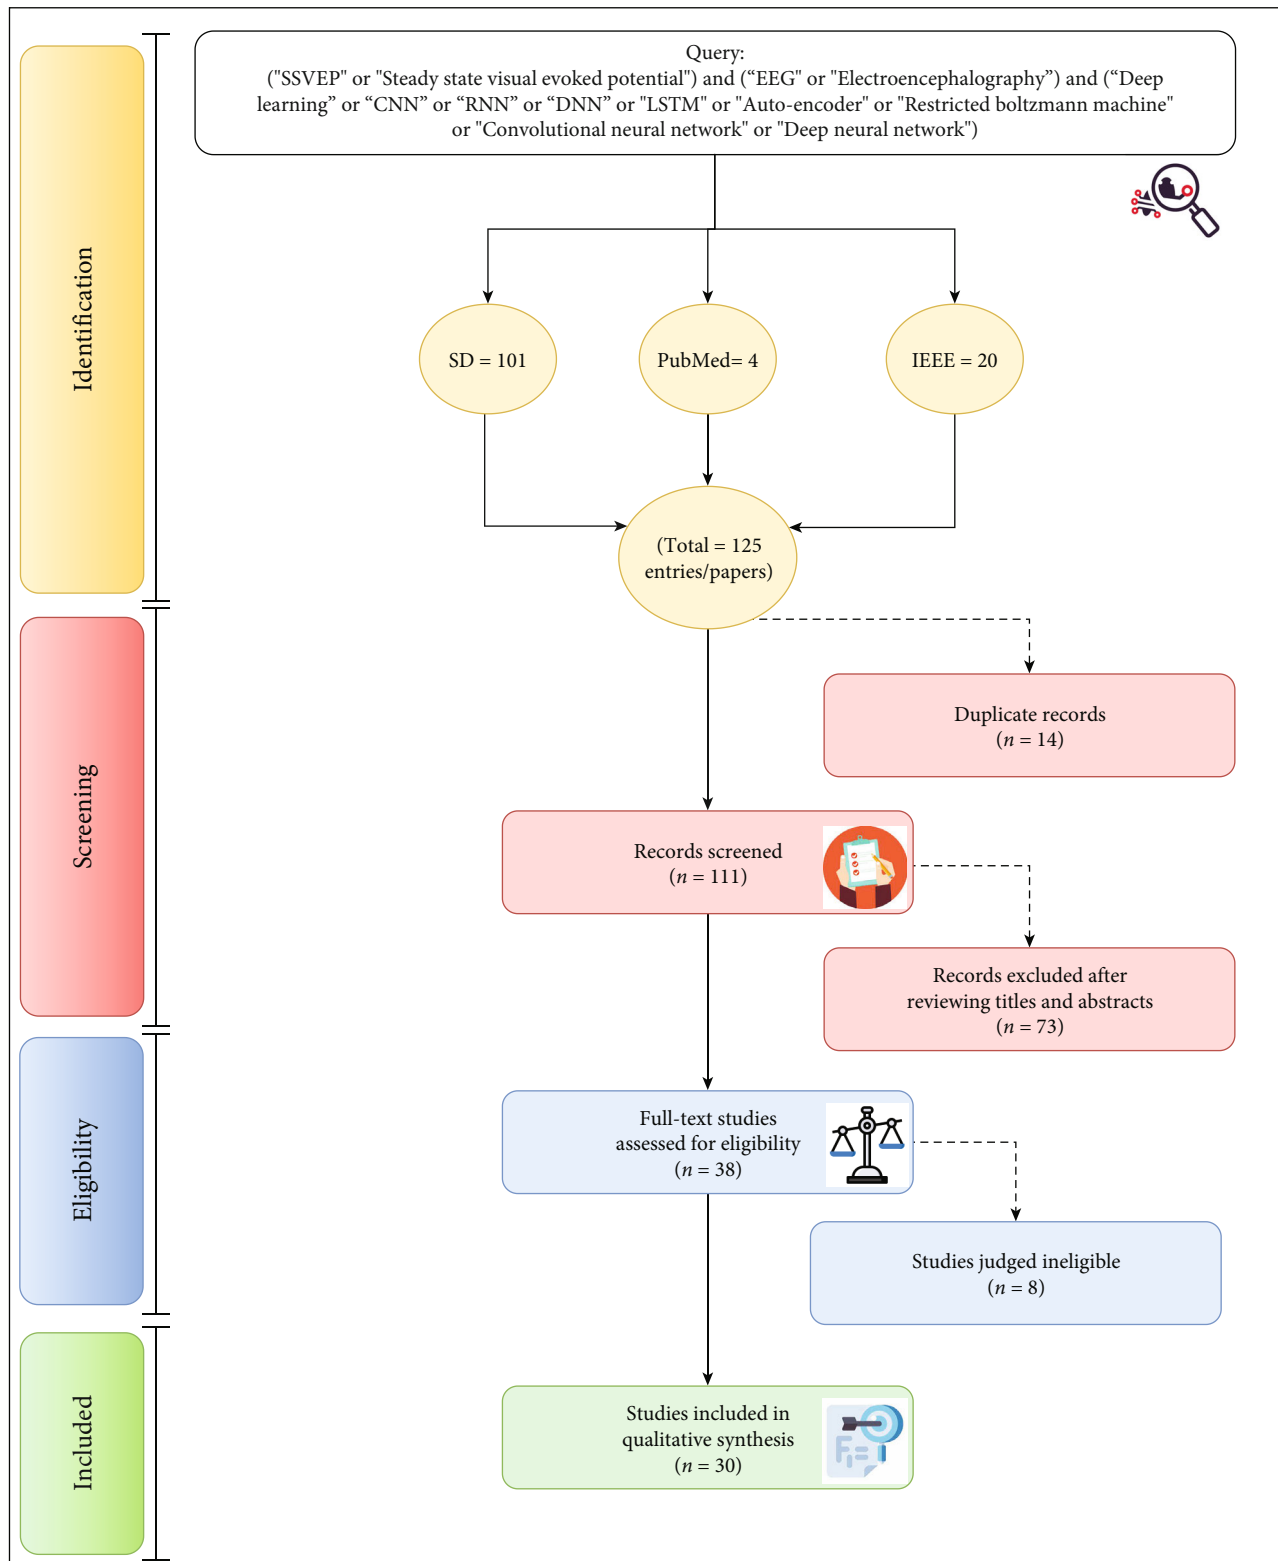 Query:
("SSVEP" or "Steady state visual evoked potential") and (“EEG" or "Electroencephalography”) and (“Deep
learning” or “CNN” or “RNN” or “DNN” or "LSTM" or "Auto-encoder" or "Restricted boltzmann machine"
or "Convolutional neural network" or "Deep neural network")
Identification
SD = 101
PubMed= 4
IEEE = 20
(Total = 125
entries/papers)
Screening
Duplicate records
(n = 14)
Records screened
(n = 111)
Records excluded after
reviewing titles and abstracts
(n = 73)
Eligibility
Full-text studies
assessed for eligibility
(n = 38)
Studies judged ineligible
(n = 8)
Included
Studies included in
qualitative synthesis
(n = 30)